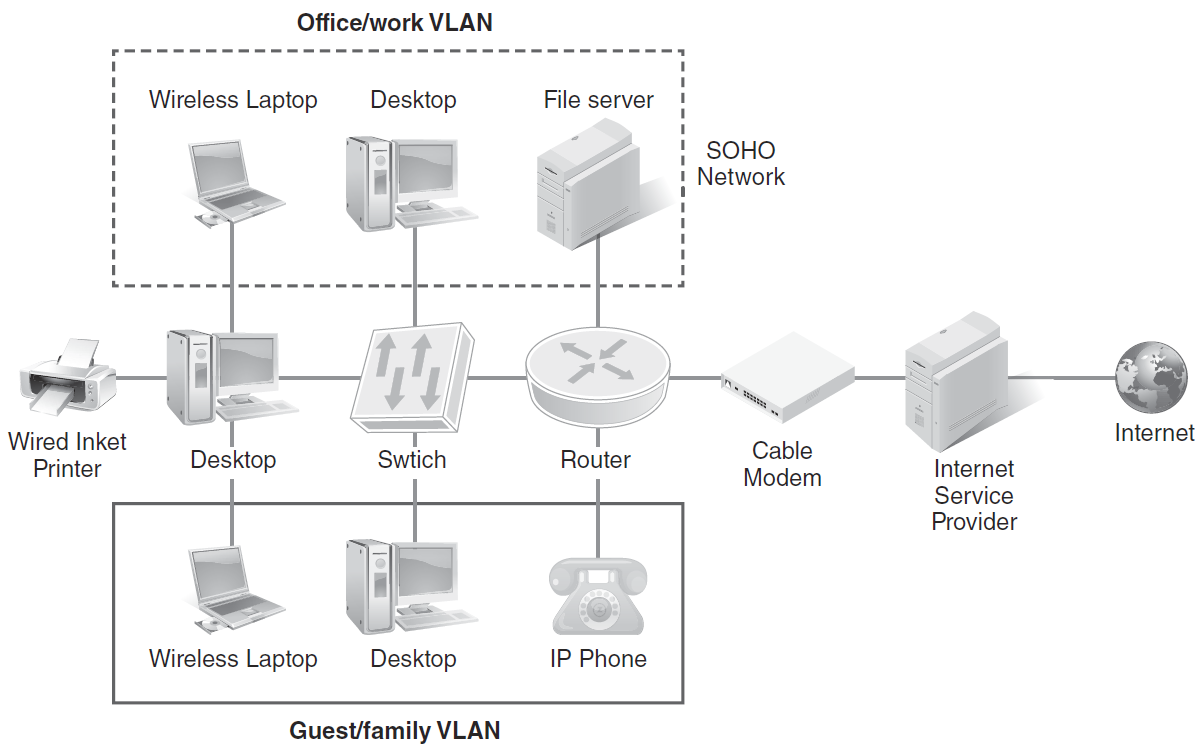 Office/work VLAN
Wireless Laptop
Desktop
File server
SOHO
Network
Wired Inket
Printer
Desktop
Swtich
Router
Cable
Modem
Internet
Service
Provider
Internet
Wireless Laptop
Desktop
IP Phone
Guest/family VLAN